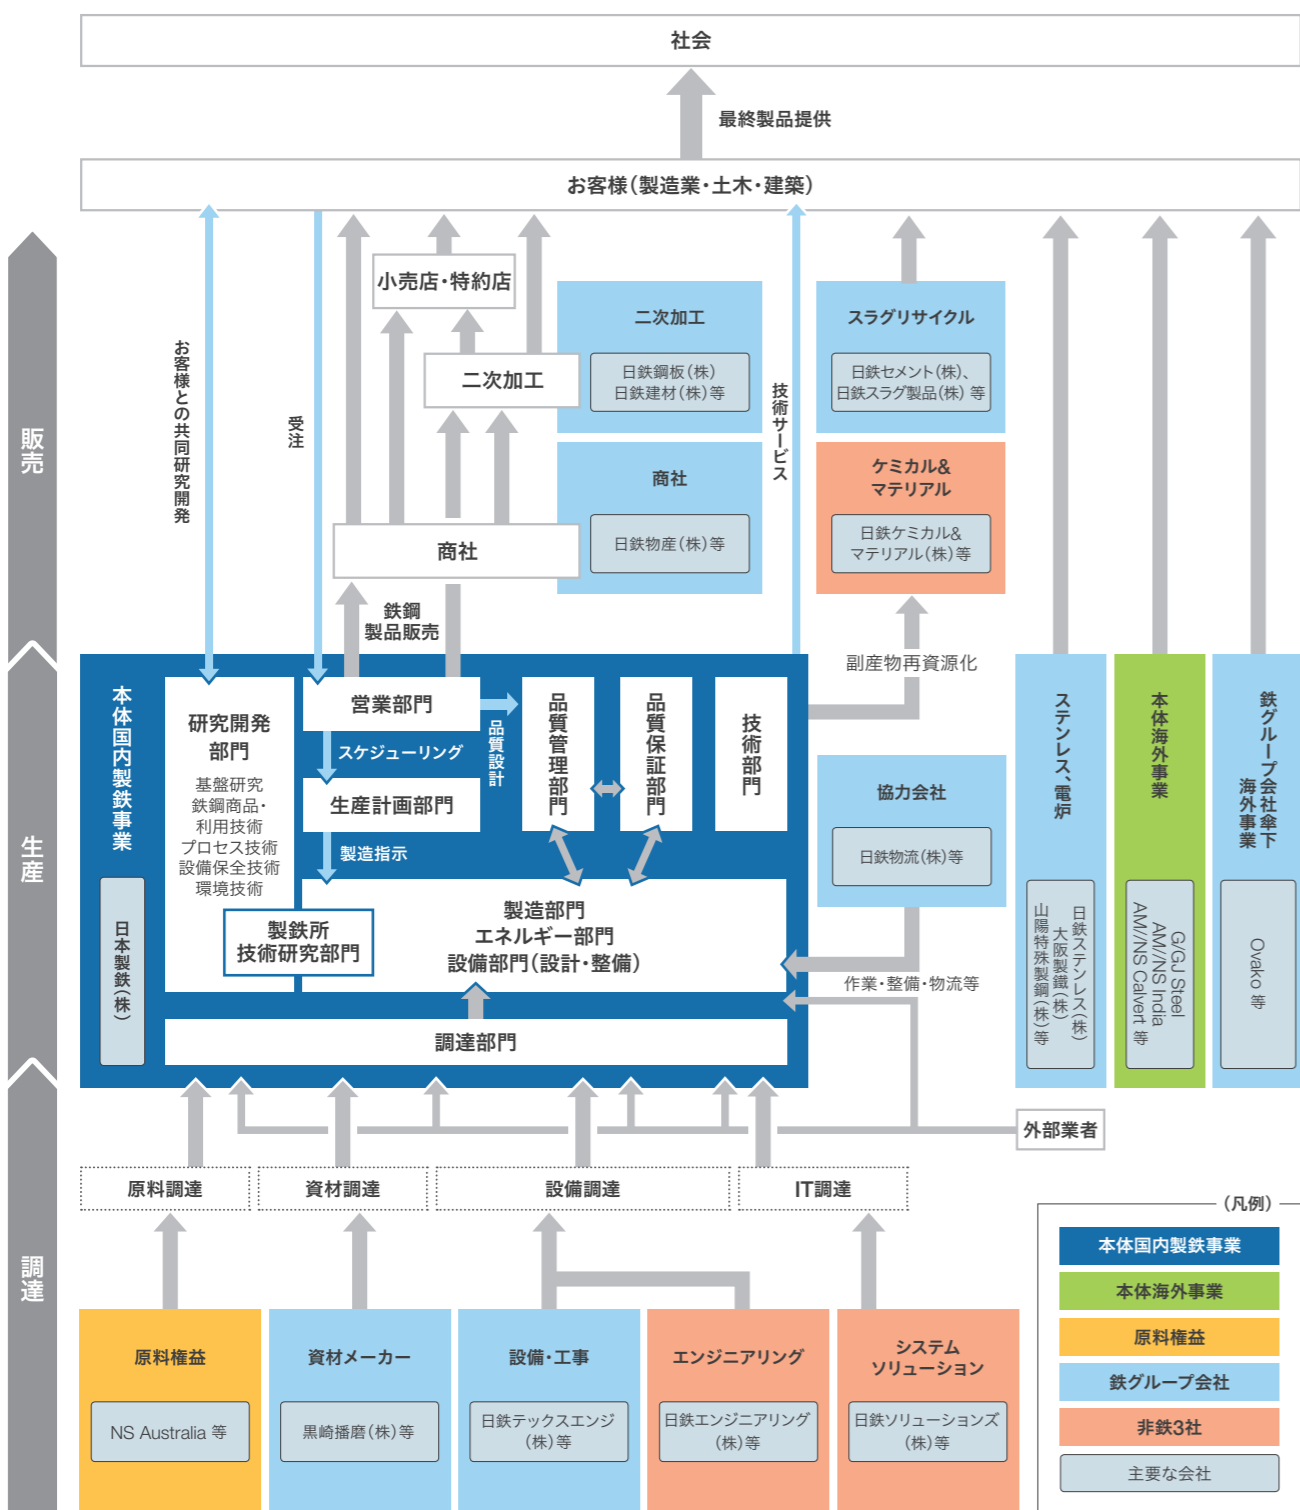 社会
最終製品提供
お客様（製造業・土木・建築）
販売
生産
調達
お客様との共同研究開発
受注
小売店・特約店
二次加工
商社
鉄鋼
製品販売
二次加工
日鉄鋼板（株）
日鉄建材（株）等
商社
日鉄物産（株）等
技術サービス
スラグリサイクル
日鉄セメント（株）、
日鉄スラグ製品（株）等
ケミカル&
マテリアル
日鉄ケミカル&
マテリアル（株）等
副産物再資源化
本体国内製鉄事業
日本製鉄（株）
研究開発
部門
基盤研究
鉄鋼商品・
利用技術
プロセス技術
設備保全技術
環境技術
営業部門
スケジューリング
生産計画部門
製造指示
品質設計
品質管理部門
品質保証部門
技術部門
製鉄所
技術研究部門
製造部門
エネルギー部門
設備部門（設計・整備）
調達部門
協力会社
日鉄物流（株）等
作業・整備・物流等
ステンレス、電炉
日鉄ステンレス（株）
大阪製鐵（株）
山陽特殊製鋼（株）等
本体海外事業
G/GJ Steel
AM//NS India
AM//NS Calvert 等
鉄グループ会社傘下
海外事業
Ovako 等
外部業者
原料調達
資材調達
設備調達
IT調達
原料権益
NS Australia 等
資材メーカー
黒崎播磨（株）等
設備・工事
日鉄テックスエンジ
（株）等
エンジニアリング
日鉄エンジニアリング
（株）等
システム
ソリューション
日鉄ソリューションズ
（株）等
（凡例）
本体国内製鉄事業
本体海外事業
原料権益
鉄グループ会社
非鉄3社
主要な会社